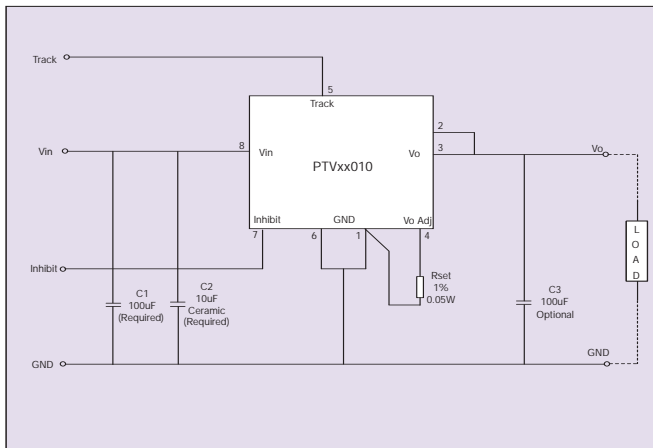 Track
5
Track
2
Vin
8
Vin
Vo
3
Vo
PTVxx010
Inhibit
GND
Vo Adj
7
6
1
4
L
O
A
D
Inhibit
C1
100uF
(Required)
C2
10uF
Ceramic
(Required)
Rset
1%
0.05W
C3
100uF
Optional
GND
GND